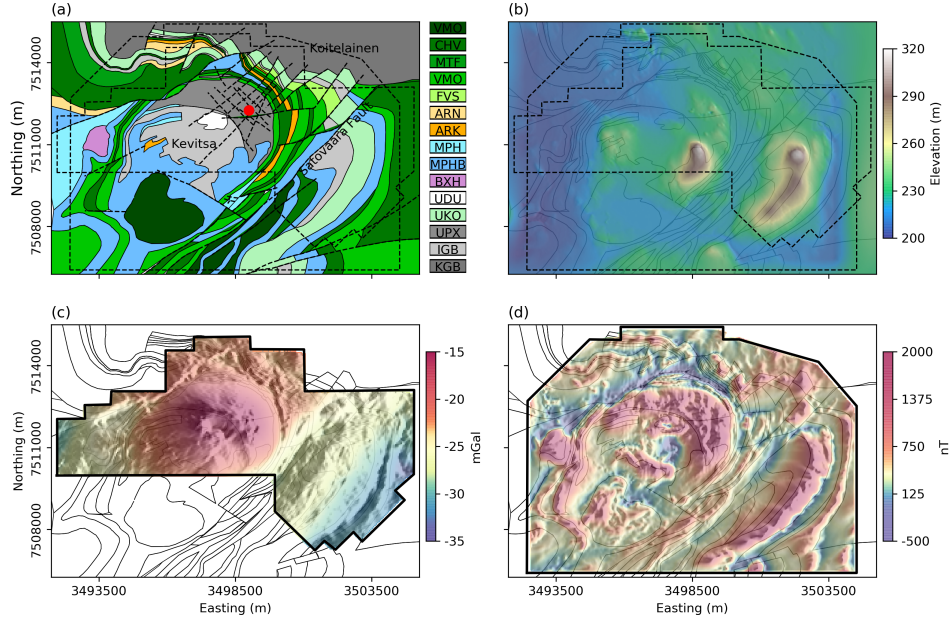 (a)
(b)
Koitelainen
Kevitsa
Satovaara Fault
VMO
CHV
MTF
VMO
FVS
ARN
ARK
MPH
MPHB
BXH
UDU
UKO
UPX
IGB
KGB
7514000
7511000
7508000
Northing (m)
320
290
260
230
200
Elevation (m)
(c)
(d)
7514000
7511000
7508000
Northing (m)
-15
-20
-25
-30
-35
mGal
2000
1375
750
125
-500
nT
3493500
3498500
3503500
Easting (m)
3493500
3498500
3503500
Easting (m)